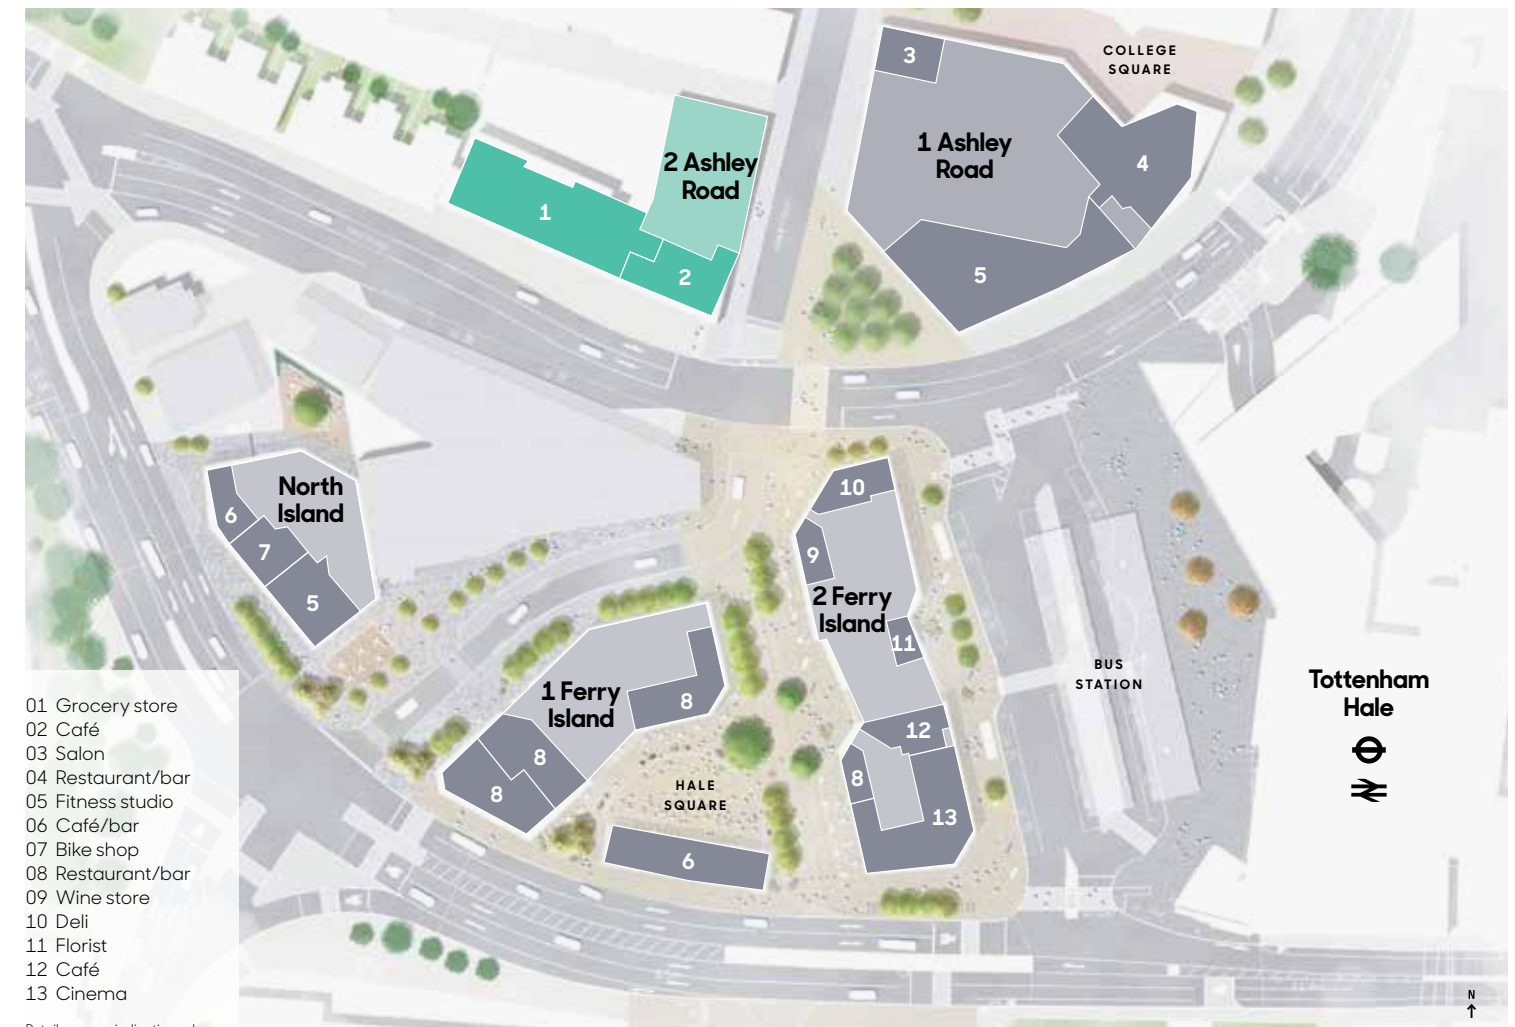 COLLEGE
SQUARE
3
1 Ashley
Road
4
5
2 Ashley
Road
1
2
North
Island
6
7
5
10
9
2 Ferry
Island
11
12
8
13
1 Ferry
Island
8
8
8
HALE
SQUARE
6
BUS
STATION
Tottenham
Hale
N
01 Grocery store
02 Café
03 Salon
04 Restaurant/bar
05 Fitness studio
06 Café/bar
07 Bike shop
08 Restaurant/bar
09 Wine store
10 Deli
11 Florist
12 Café
13 Cinema